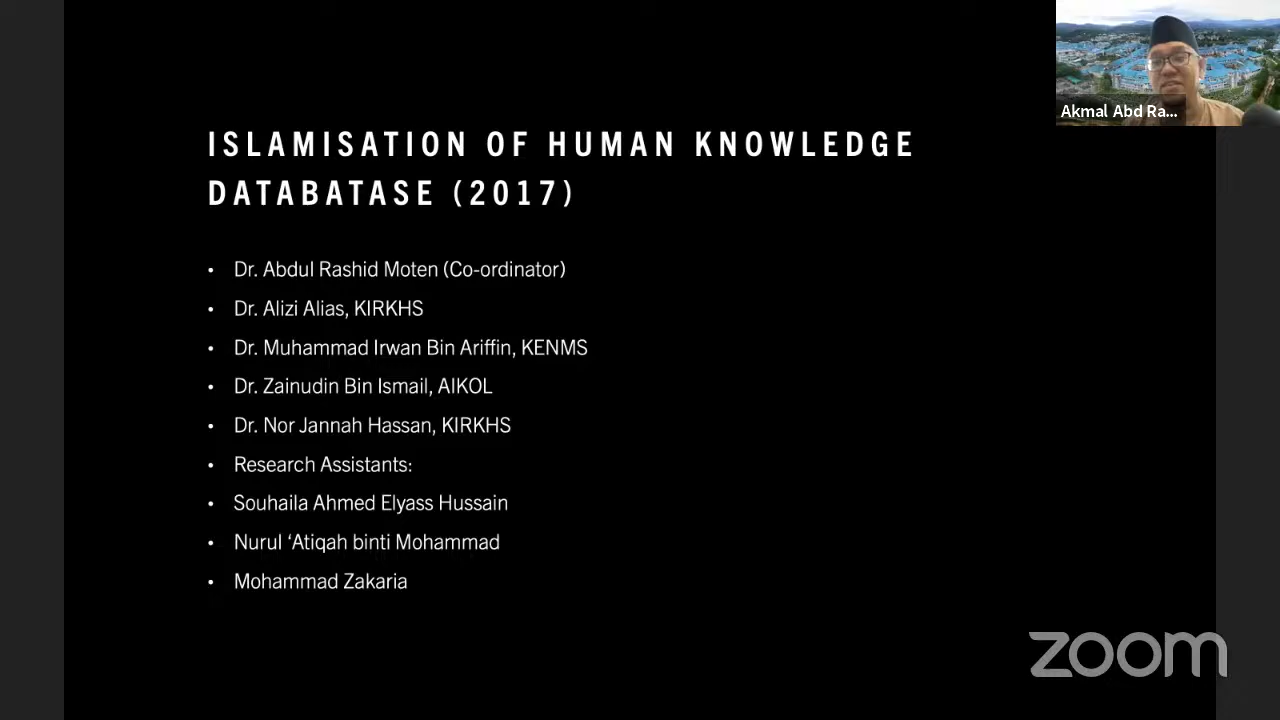 ISLAMISATION OF HUMAN KNOWLEDGE
DATABATASE (2017)
• Dr. Abdul Rashid Moten (Co-ordinator)
• Dr. Alizi Alias, KIRKHS
• Dr. Muhammad Irwan Bin Ariffin, KENMS
• Dr. Zainudin Bin Ismail, AIKOL
• Dr. Nor Jannah Hassan, KIRKHS
• Research Assistants:
• Souhaila Ahmed Elyass Hussain
• Nurul ‘Atiqah binti Mohammad
• Mohammad Zakaria
Akmal Abd Ra...
zoom